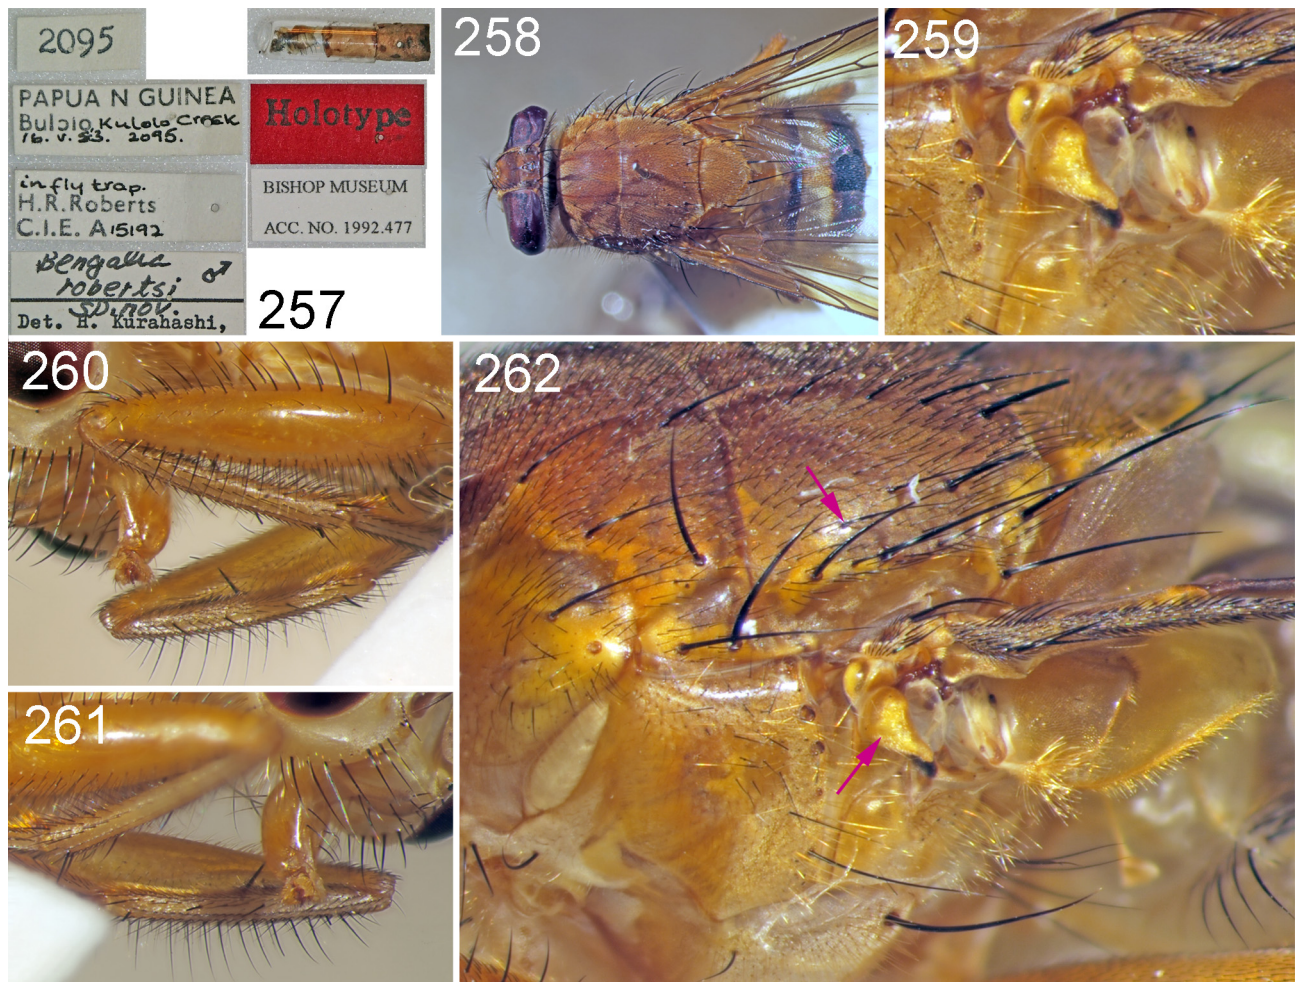 2095
PAPUA N GUINEA
Bulolo Kulolo Creek
16. v. 83. 2095.
in fly trap.
H.R.Roberts
C.I.E. A15192
Bengalia ♂
robertsi
sp. nov.
Det. H. Kurahashi,
Holotype
BISHOP MUSEUM
ACC. NO. 1992.477
257
258
259
260
261
262